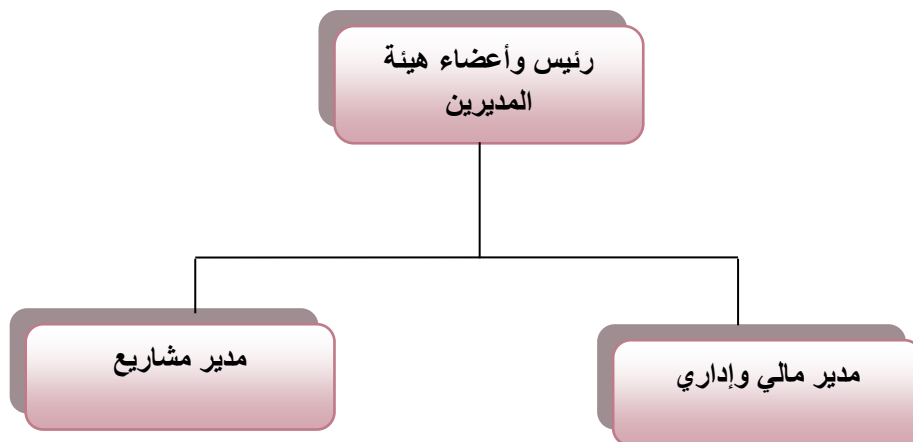 رئيس وأعضاء هيئة
المديرين
مدير مالي وإداري
مدير مشاريع